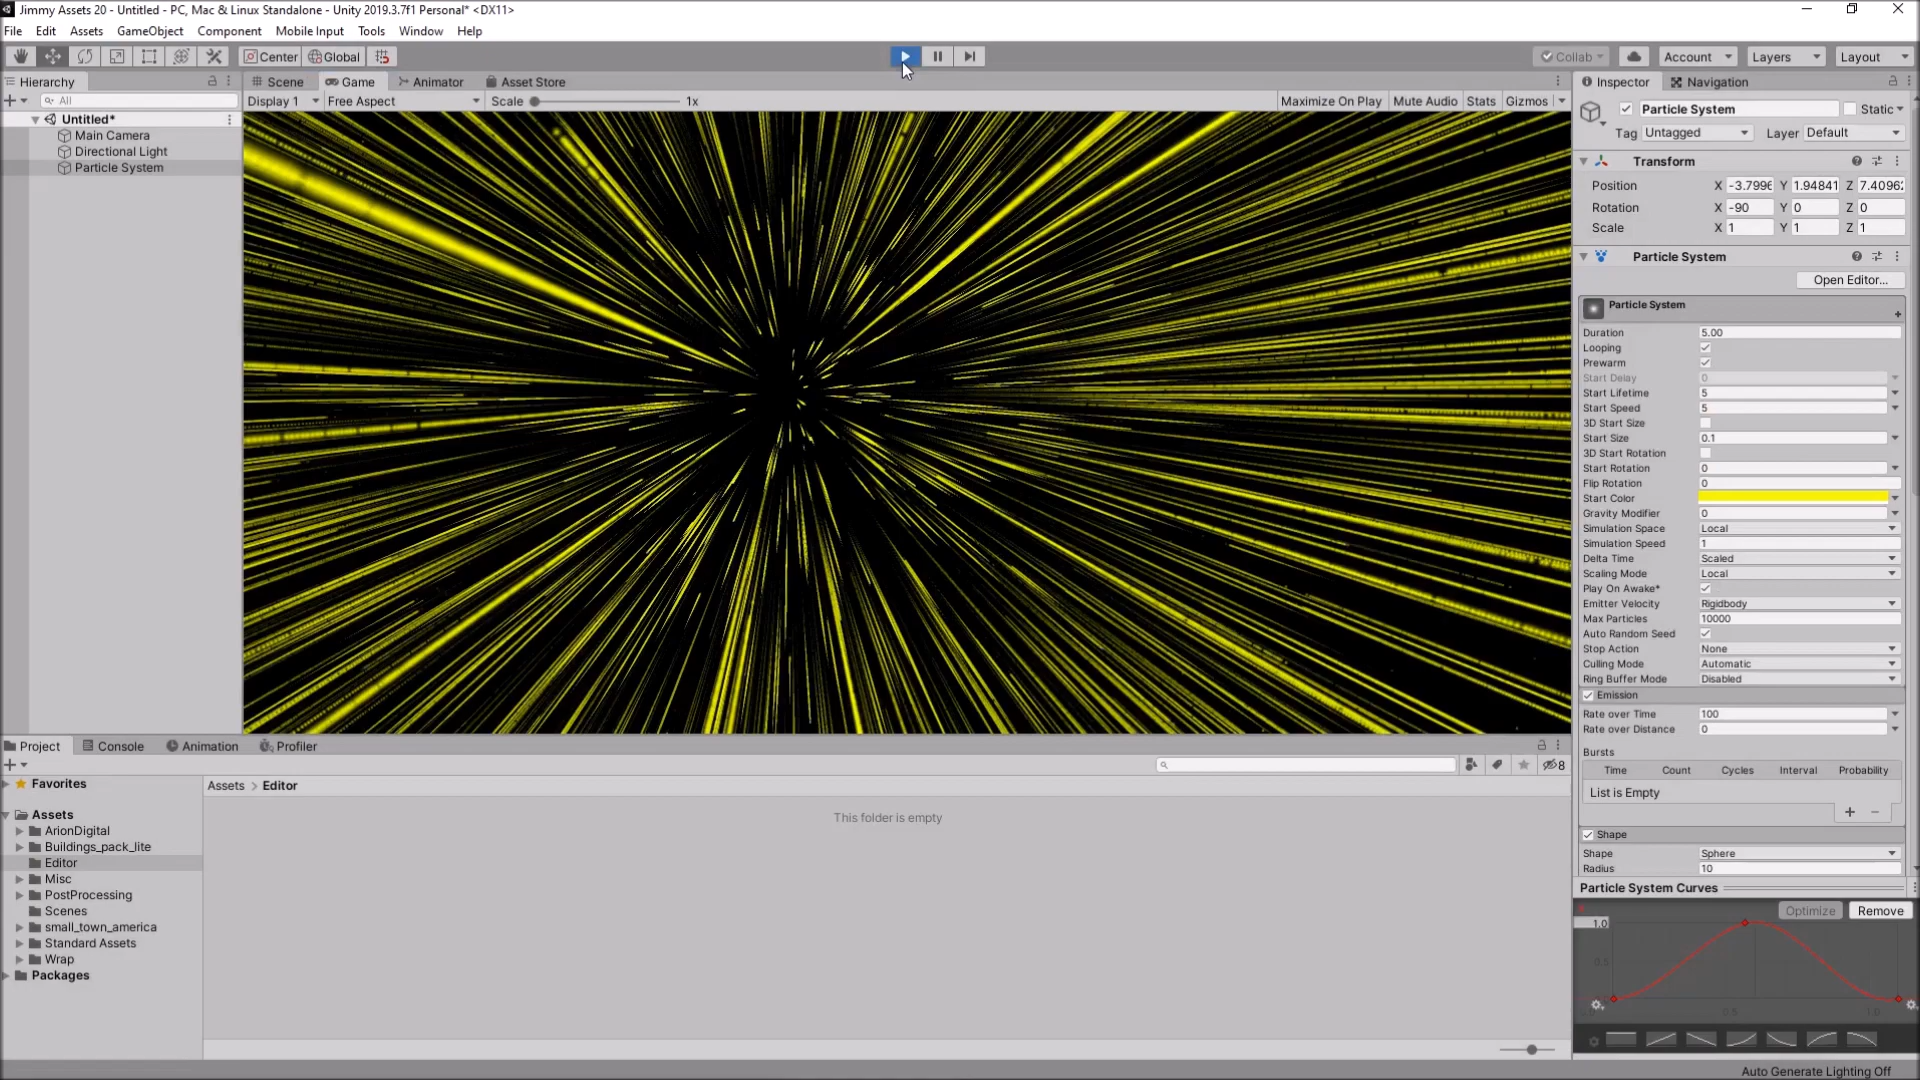 Jimmy Assets 20 - Untitled - PC, Mac & Linux Standalone - Unity 2019.3.7f1 Personal* <DX11>
File Edit Assets GameObject Component Mobile Input Tools Window Help
Center Global Collab Account Layers Layout
Hierarchy
All
Untitled*
Main Camera
Directional Light
Particle System
Scene Game Animator Asset Store
Display 1 Free Aspect Scale 1x Maximize On Play Mute Audio Stats Gizmos
Inspector Navigation
Particle System Static
Tag Untagged Layer Default
Transform
Position X -3.7996 Y 1.94841 Z 7.4096
Rotation X -90 Y 0 Z 0
Scale X 1 Y 1 Z 1
Particle System
Open Editor...
Particle System
Duration 5.00
Looping
Prewarm
Start Delay 0
Start Lifetime 5
Start Speed 5
3D Start Size
Start Size 0.1
3D Start Rotation
Start Rotation 0
Flip Rotation 0
Start Color
Gravity Modifier 0
Simulation Space Local
Simulation Speed 1
Delta Time Scaled
Scaling Mode Local
Play On Awake*
Emitter Velocity Rigidbody
Max Particles 10000
Auto Random Seed
Stop Action None
Culling Mode Automatic
Ring Buffer Mode Disabled
Emission
Rate over Time 100
Rate over Distance 0
Bursts
Time Count Cycles Interval Probability
List is Empty
Shape
Shape Sphere
Radius 10
Particle System Curves
Optimize Remove
1.0
0.5
0.5 1.0
Project Console Animation Profiler
8
Favorites
Assets
ArionDigital
Buildings_pack_lite
Editor
Misc
PostProcessing
Scenes
small_town_america
Standard Assets
Wrap
Packages
Assets > Editor
This folder is empty
Auto Generate Lighting Off